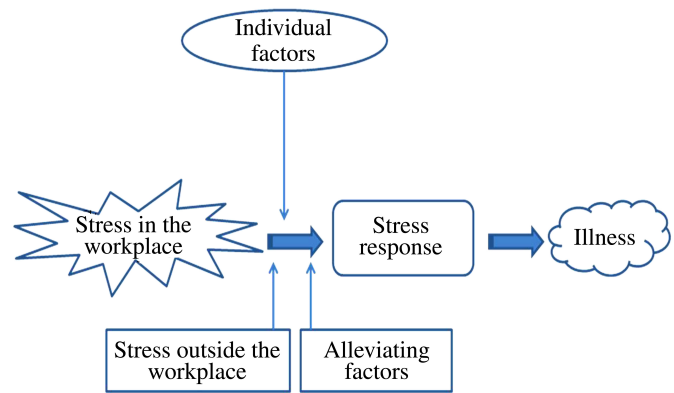 Individual
factors
Stress in the
workplace
Stress
response
Illness
Stress outside the
workplace
Alleviating
factors